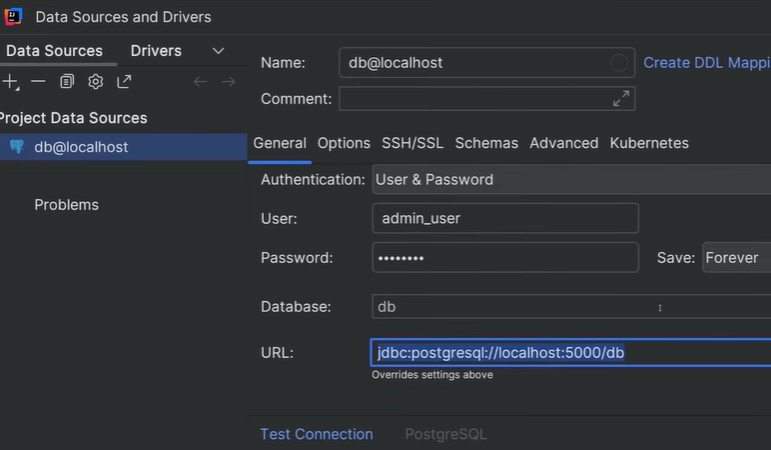 Data Sources and Drivers
Data Sources Drivers
Name: db@localhost Create DDL Mappi
Comment:
Project Data Sources
db@localhost
General Options SSH/SSL Schemas Advanced Kubernetes
Authentication: User & Password
Problems
User: admin_user
Password: •••••••• Save: Forever
Database: db
URL: jdbc:postgresql://localhost:5000/db
Overrides settings above
Test Connection PostgreSQL